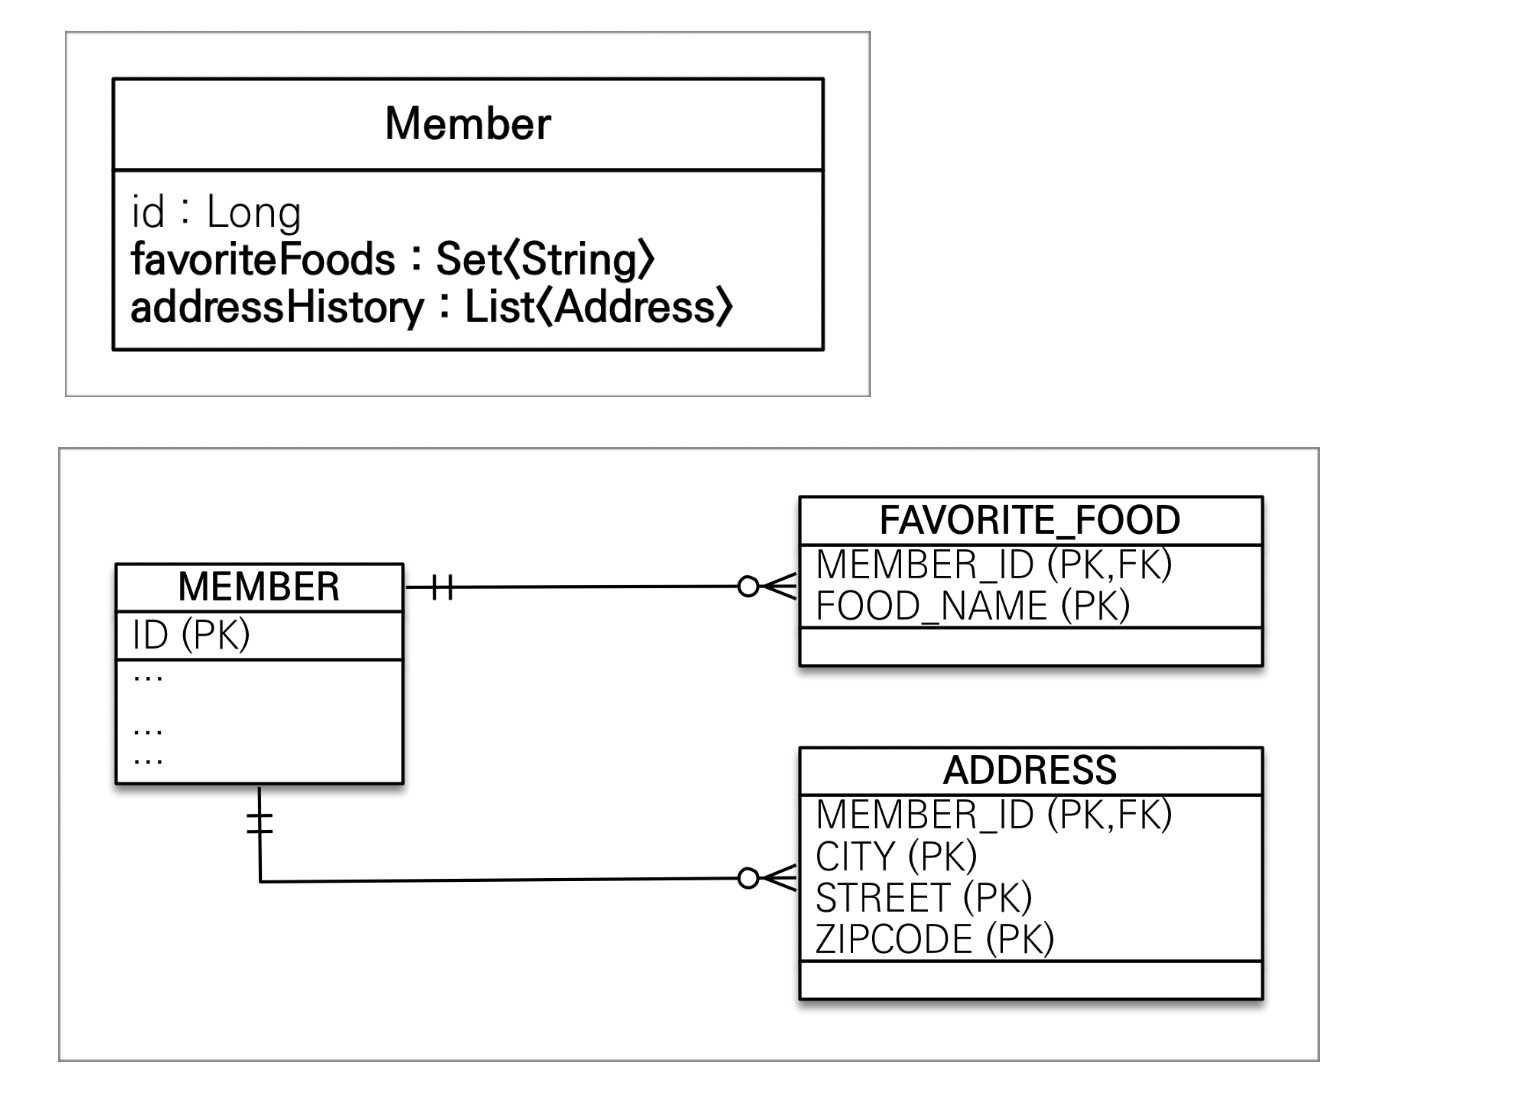 Member
id : Long
favoriteFoods : Set<String>
addressHistory : List<Address>
MEMBER
ID (PK)
...
...
...
FAVORITE_FOOD
MEMBER_ID (PK,FK)
FOOD_NAME (PK)
ADDRESS
MEMBER_ID (PK,FK)
CITY (PK)
STREET (PK)
ZIPCODE (PK)